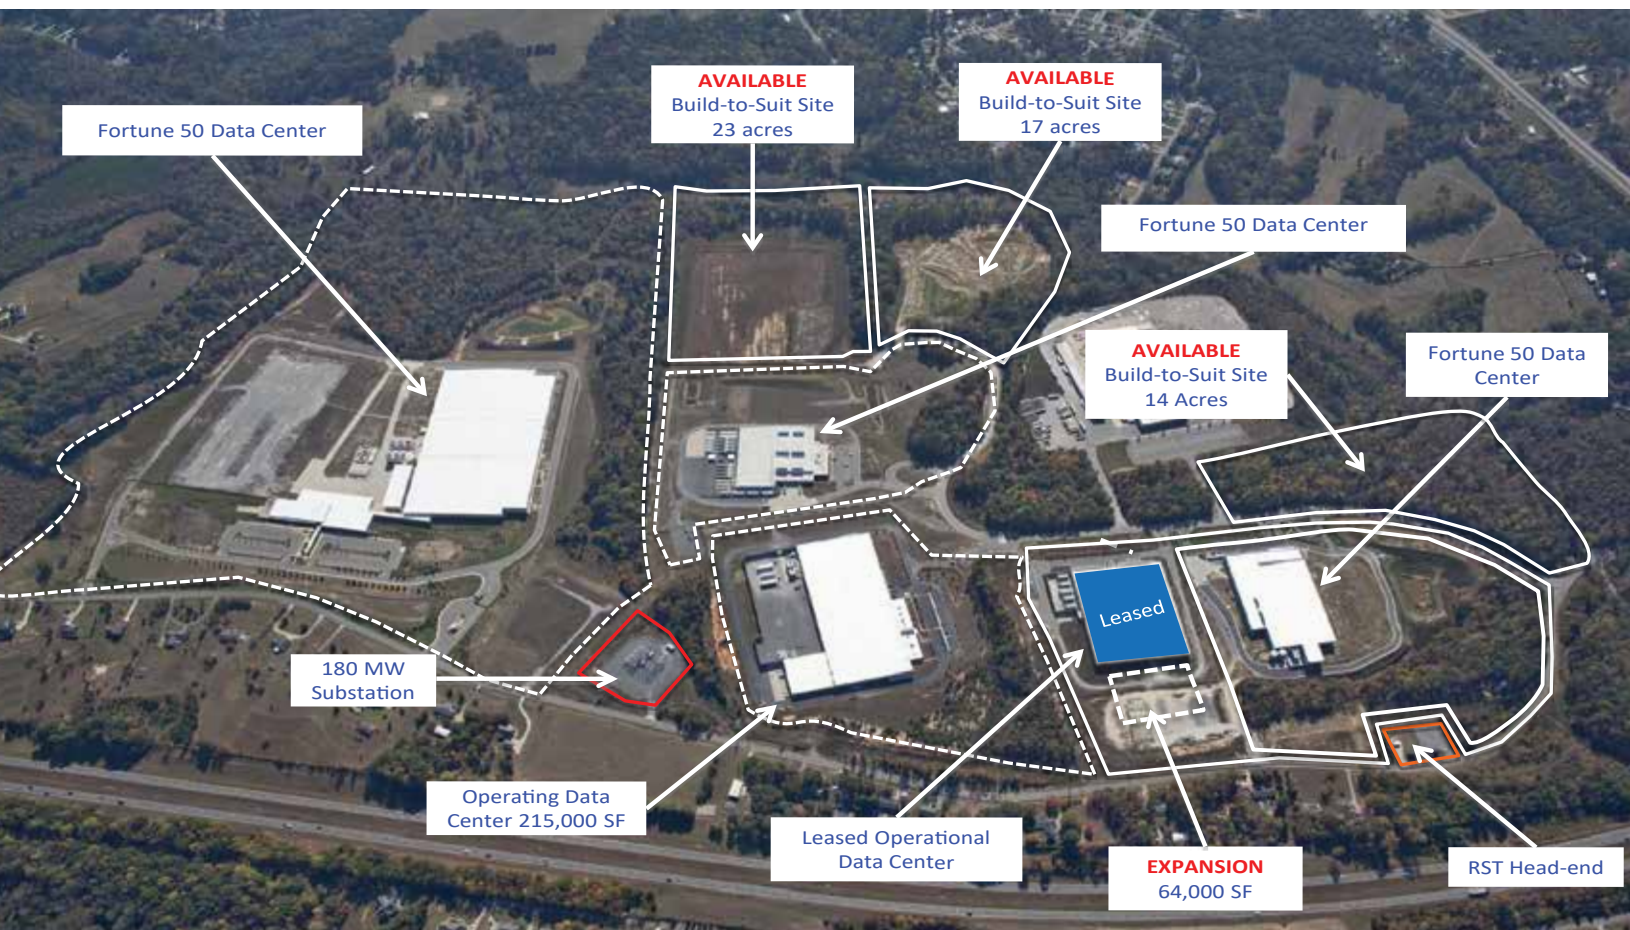 AVAILABLE
Build-to-Suit Site
23 acres
AVAILABLE
Build-to-Suit Site
17 acres
Fortune 50 Data Center
Fortune 50 Data Center
AVAILABLE
Build-to-Suit Site
14 Acres
Fortune 50 Data
Center
Leased
180 MW
Substation
Operating Data
Center 215,000 SF
Leased Operational
Data Center
EXPANSION
64,000 SF
RST Head-end